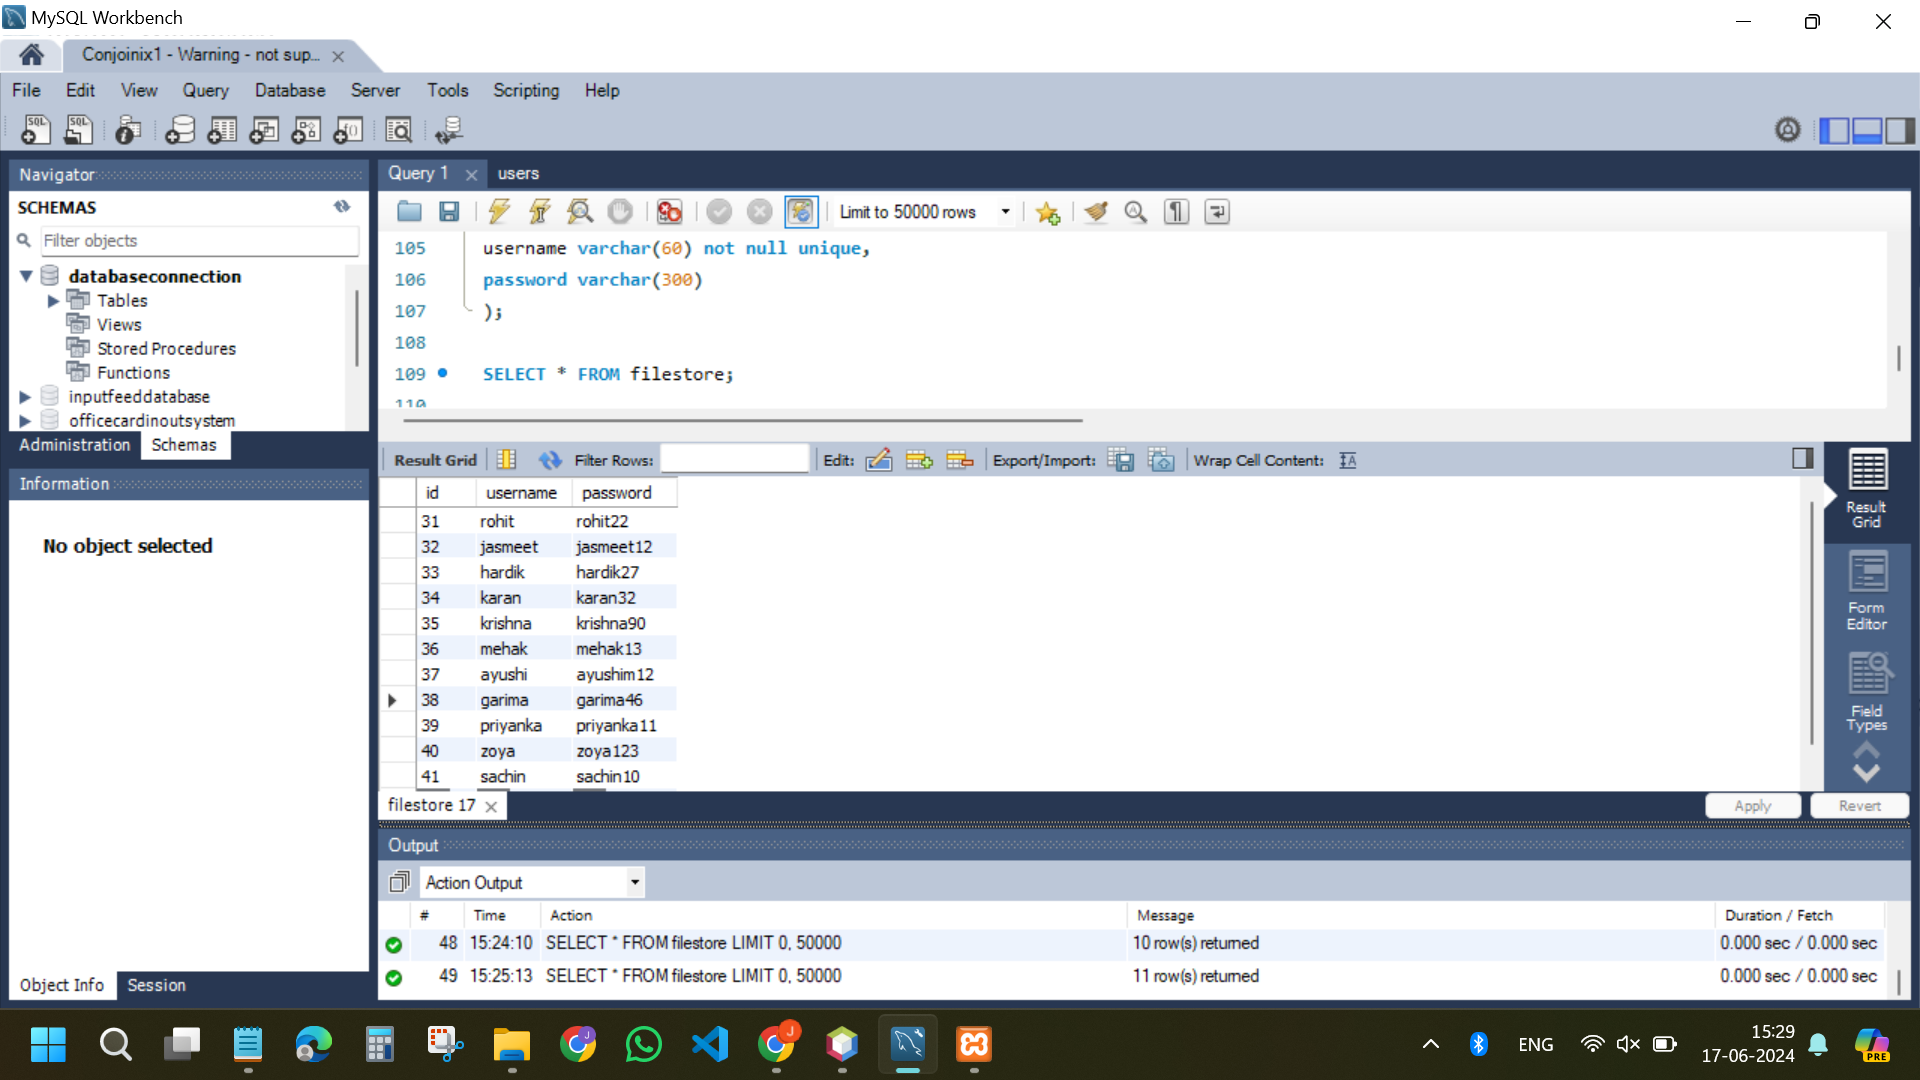 MySQL Workbench
Conjoinix1 - Warning - not sup...
File Edit View Query Database Server Tools Scripting Help
Navigator
SCHEMAS
Filter objects
databaseconnection
Tables
Views
Stored Procedures
Functions
inputfeeddatabase
officecardinoutsystem
Administration Schemas
Information
No object selected
Object Info Session
Query 1 users
Limit to 50000 rows
105 username varchar(60) not null unique,
106 password varchar(300)
107 );
108
109 SELECT * FROM filestore;
110
Result Grid Filter Rows: Edit: Export/Import: Wrap Cell Content:
id username password
31 rohit rohit22
32 jasmeet jasmeet12
33 hardik hardik27
34 karan karan32
35 krishna krishna90
36 mehak mehak13
37 ayushi ayushim12
38 garima garima46
39 priyanka priyanka11
40 zoya zoya123
41 sachin sachin10
Result Grid
Form Editor
Field Types
filestore 17
Apply Revert
Output
Action Output
# Time Action Message Duration / Fetch
48 15:24:10 SELECT * FROM filestore LIMIT 0, 50000 10 row(s) returned 0.000 sec / 0.000 sec
49 15:25:13 SELECT * FROM filestore LIMIT 0, 50000 11 row(s) returned 0.000 sec / 0.000 sec
ENG
15:29
17-06-2024
PRE